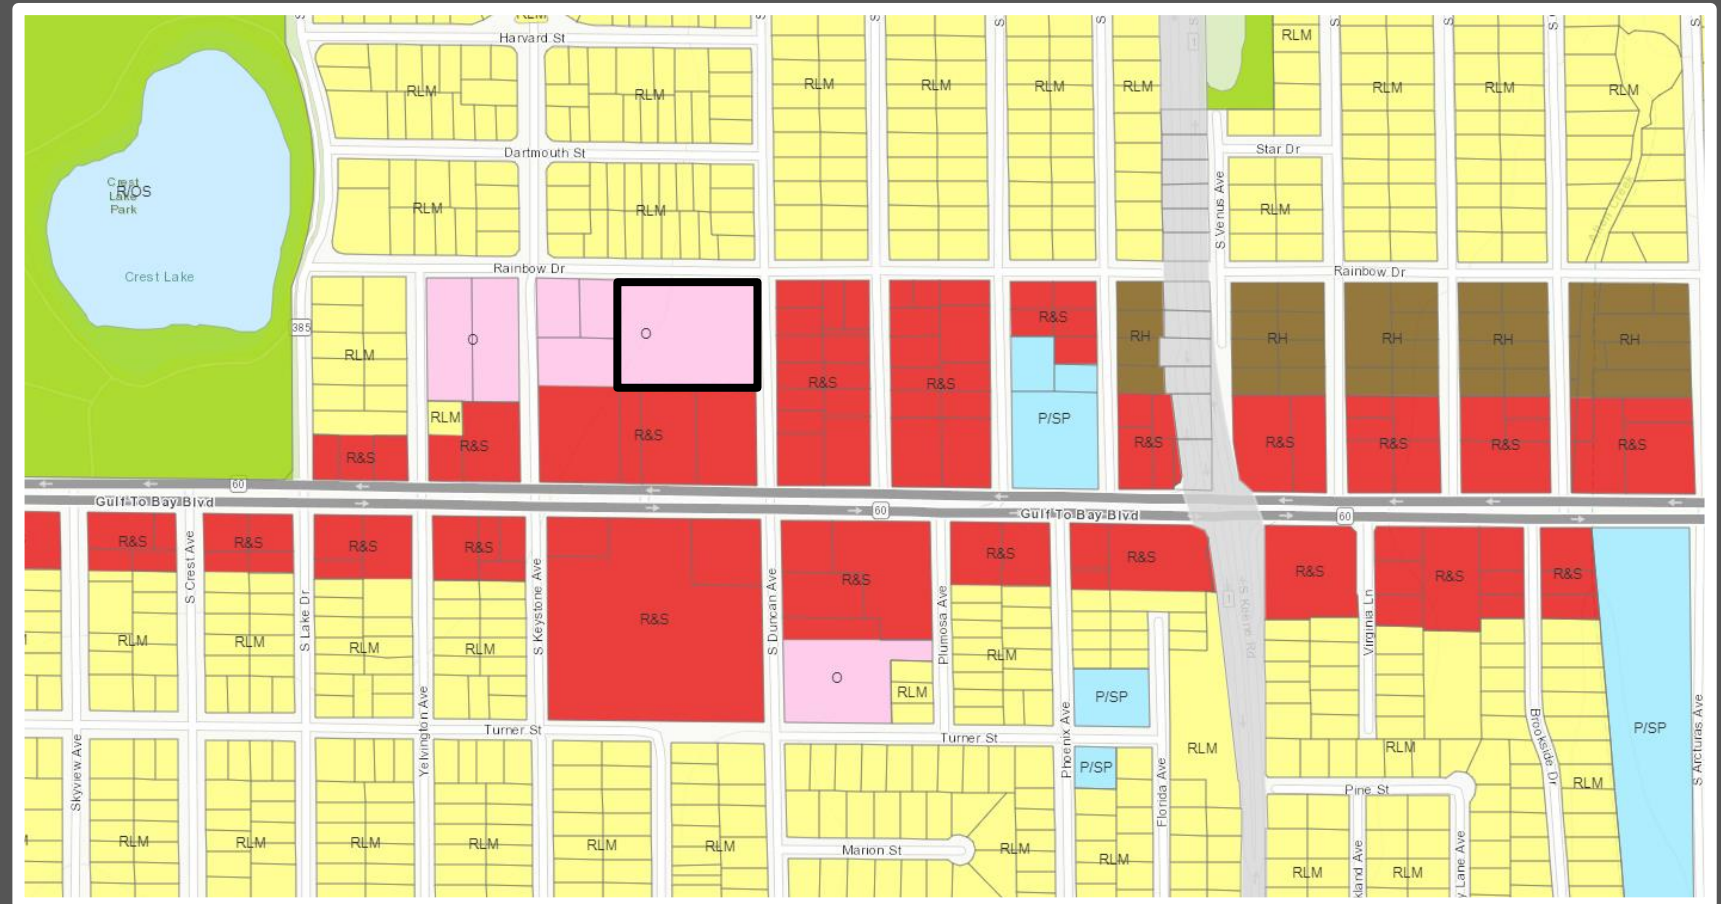 RLM
Harvard St
RLM
RLM
RLM
RLM
RLM
RLM
RLM
RLM
RLM
RLM
1
Dartmouth St
Star Dr
Crest
Lake
Park
R/OS
RLM
RLM
RLM
S Venus Ave
Crest Lake
Rainbow Dr
Rainbow Dr
385
RLM
O
O
R&S
R&S
R&S
RH
RH
RH
RH
RH
RLM
R&S
R&S
R&S
P/SP
R&S
R&S
R&S
R&S
R&S
R&S
60
Gulf To Bay Blvd
60
Gulf To Bay Blvd
60
R&S
R&S
R&S
R&S
R&S
R&S
R&S
R&S
R&S
R&S
R&S
S Crest Ave
S Lake Dr
S Keystone Ave
S Duncan Ave
Plumosa Ave
Virginia Ln
1
RLM
RLM
RLM
RLM
RLM
O
RLM
P/SP
P/SP
RLM
RLM
RLM
Skyview Ave
Yelvington Ave
Turner St
Turner St
Phoenix Ave
Florida Ave
Brookside Dr
S Arcturas Ave
P/SP
Pine St
RLM
RLM
RLM
RLM
RLM
RLM
Marion St
RLM
RLM
RLM
RLM